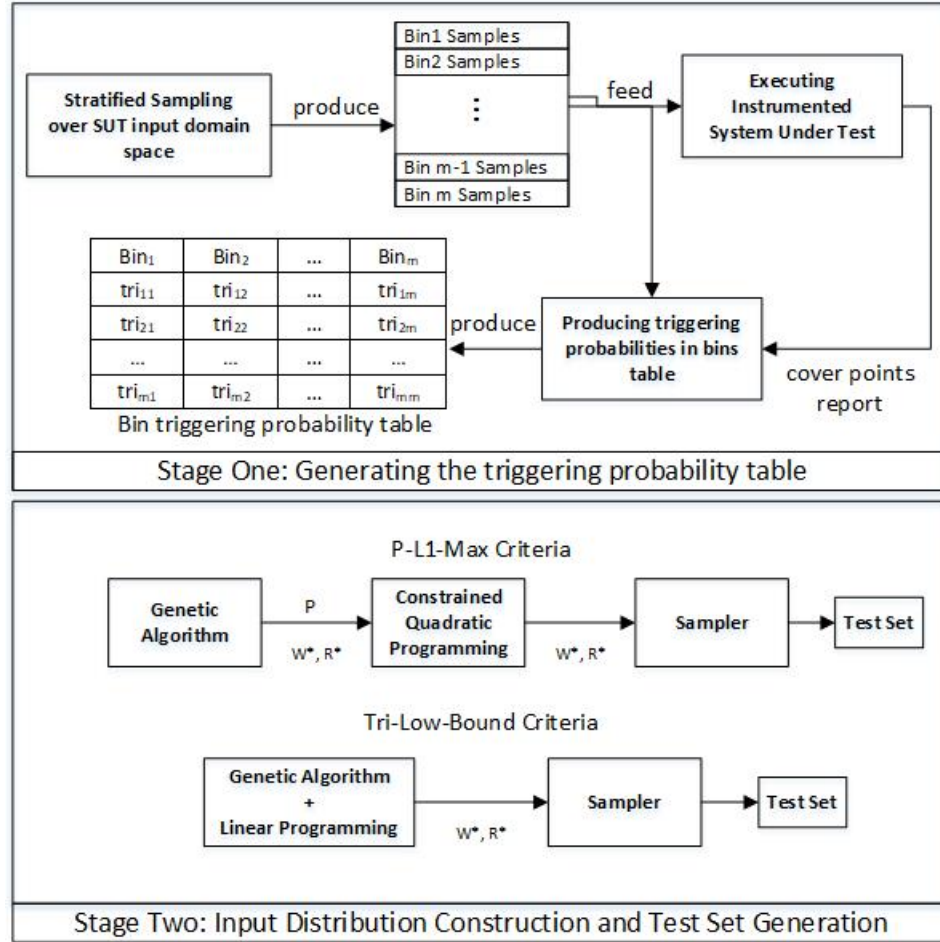 Stratified Sampling
over SUT input domain
space
produce
Bin1 Samples
Bin2 Samples
⋮
Bin m-1 Samples
Bin m Samples
feed
Executing
Instrumented
System Under Test
Bin₁ Bin₂ ... Binₘ
tri₁₁ tri₁₂ ... tri₁ₘ
tri₂₁ tri₂₂ ... tri₂ₘ
... ... ... ...
triₘ₁ triₘ₂ ... triₘₘ
Bin triggering probability table
produce
Producing triggering
probabilities in bins
table
cover points
report
Stage One: Generating the triggering probability table
P-L1-Max Criteria
Genetic
Algorithm
P
W*, R*
Constrained
Quadratic
Programming
W*, R*
Sampler
Test Set
Tri-Low-Bound Criteria
Genetic Algorithm
+
Linear Programming
W*, R*
Sampler
Test Set
Stage Two: Input Distribution Construction and Test Set Generation